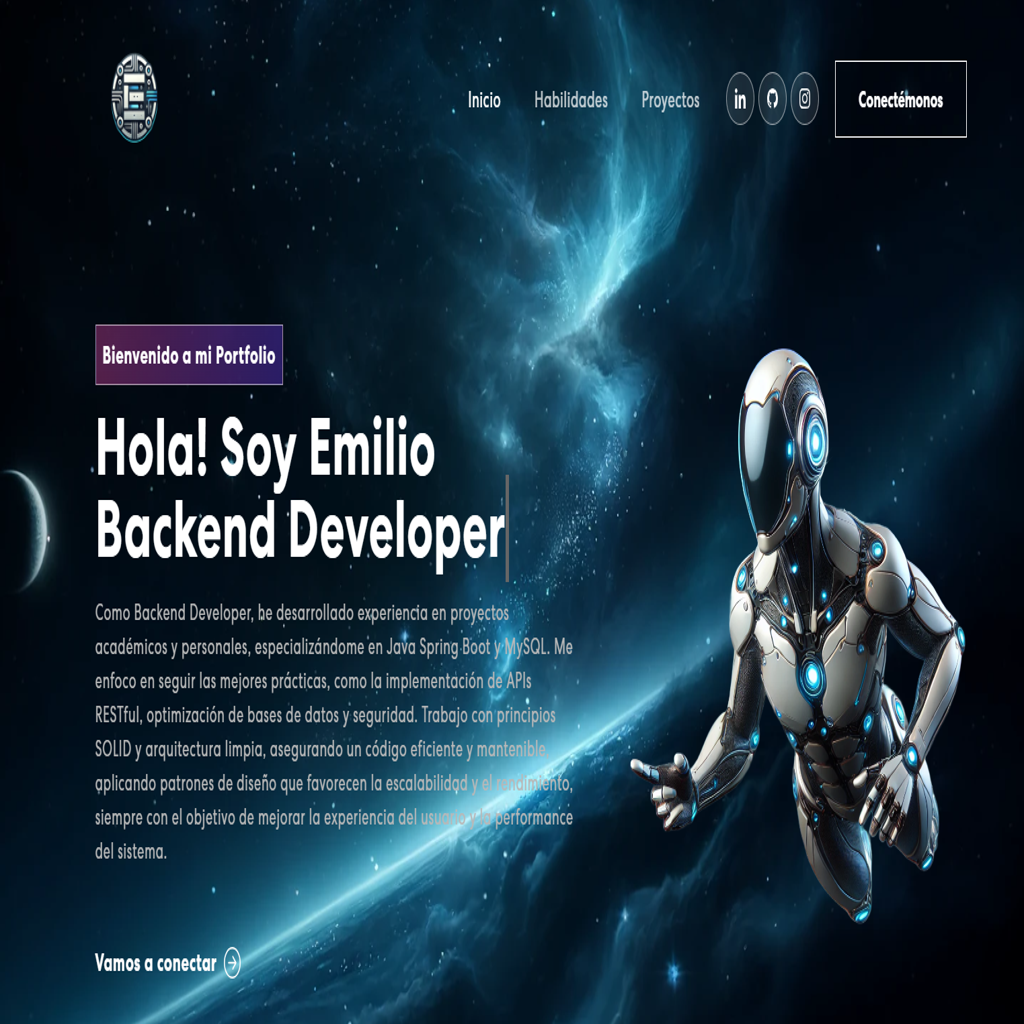 E
Inicio Habilidades Proyectos in Conectémonos
Bienvenido a mi Portfolio
Hola! Soy Emilio
Backend Developer
Como Backend Developer, he desarrollado experiencia en proyectos
académicos y personales, especializándome en Java Spring Boot y MySQL. Me
enfoco en seguir las mejores prácticas, como la implementación de APIs
RESTful, optimización de bases de datos y seguridad. Trabajo con principios
SOLID y arquitectura limpia, asegurando un código eficiente y mantenible,
aplicando patrones de diseño que favorecen la escalabilidad y el rendimiento,
siempre con el objetivo de mejorar la experiencia del usuario y la performance
del sistema.
Vamos a conectar